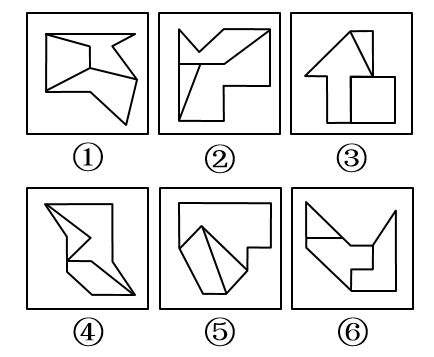 ① ② ③
④ ⑤ ⑥